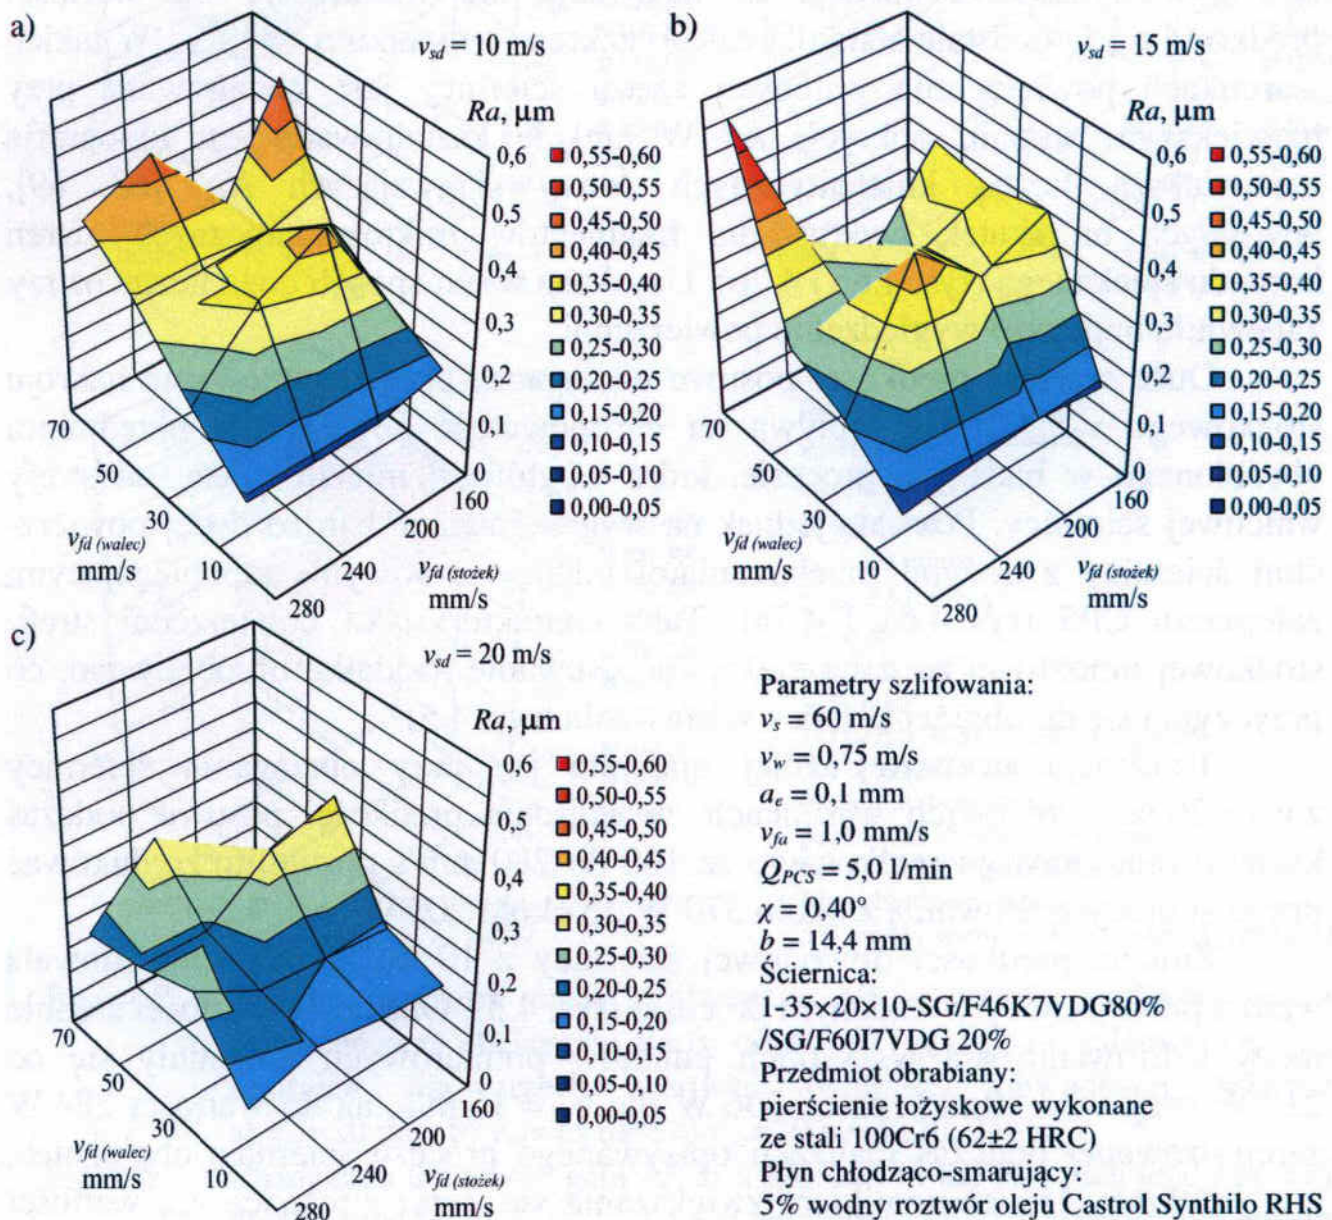 a)
v_sd = 10 m/s
Ra, μm
0,6
0,5
0,4
0,3
0,2
0,1
0
0,55-0,60
0,50-0,55
0,45-0,50
0,40-0,45
0,35-0,40
0,30-0,35
0,25-0,30
0,20-0,25
0,15-0,20
0,10-0,15
0,05-0,10
0,00-0,05
70
50
30
10
v_fd (walec)
mm/s
160
200
240
280
v_fd (stożek)
mm/s
b)
v_sd = 15 m/s
Ra, μm
0,6
0,5
0,4
0,3
0,2
0,1
0
0,55-0,60
0,50-0,55
0,45-0,50
0,40-0,45
0,35-0,40
0,30-0,35
0,25-0,30
0,20-0,25
0,15-0,20
0,10-0,15
0,05-0,10
0,00-0,05
70
50
30
10
v_fd (walec)
mm/s
160
200
240
280
v_fd (stożek)
mm/s
c)
v_sd = 20 m/s
Ra, μm
0,6
0,5
0,4
0,3
0,2
0,1
0
0,55-0,60
0,50-0,55
0,45-0,50
0,40-0,45
0,35-0,40
0,30-0,35
0,25-0,30
0,20-0,25
0,15-0,20
0,10-0,15
0,05-0,10
0,00-0,05
70
50
30
10
v_fd (walec)
mm/s
160
200
240
280
v_fd (stożek)
mm/s
Parametry szlifowania:
v_s = 60 m/s
v_w = 0,75 m/s
a_e = 0,1 mm
v_fa = 1,0 mm/s
Q_PCS = 5,0 l/min
χ = 0,40°
b = 14,4 mm
Ściernica:
1-35x20x10-SG/F46K7VDG80%
/SG/F60I7VDG 20%
Przedmiot obrabiany:
pierścienie łożyskowe wykonane
ze stali 100Cr6 (62±2 HRC)
Płyn chłodząco-smarujący:
5% wodny roztwór oleju Castrol Synthilo RHS